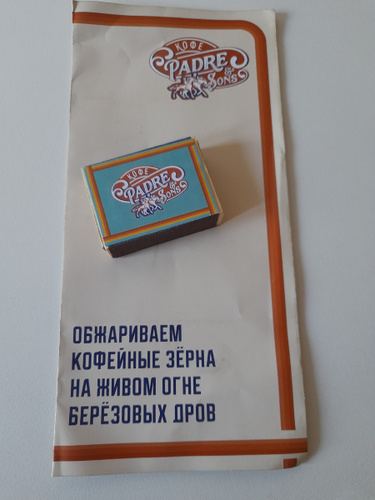 КОФЕ
PADRE
& SONS
КОФЕ
PADRE
& SONS
ОБЖАРИВАЕМ
КОФЕЙНЫЕ ЗЁРНА
НА ЖИВОМ ОГНЕ
БЕРЁЗОВЫХ ДРОВ